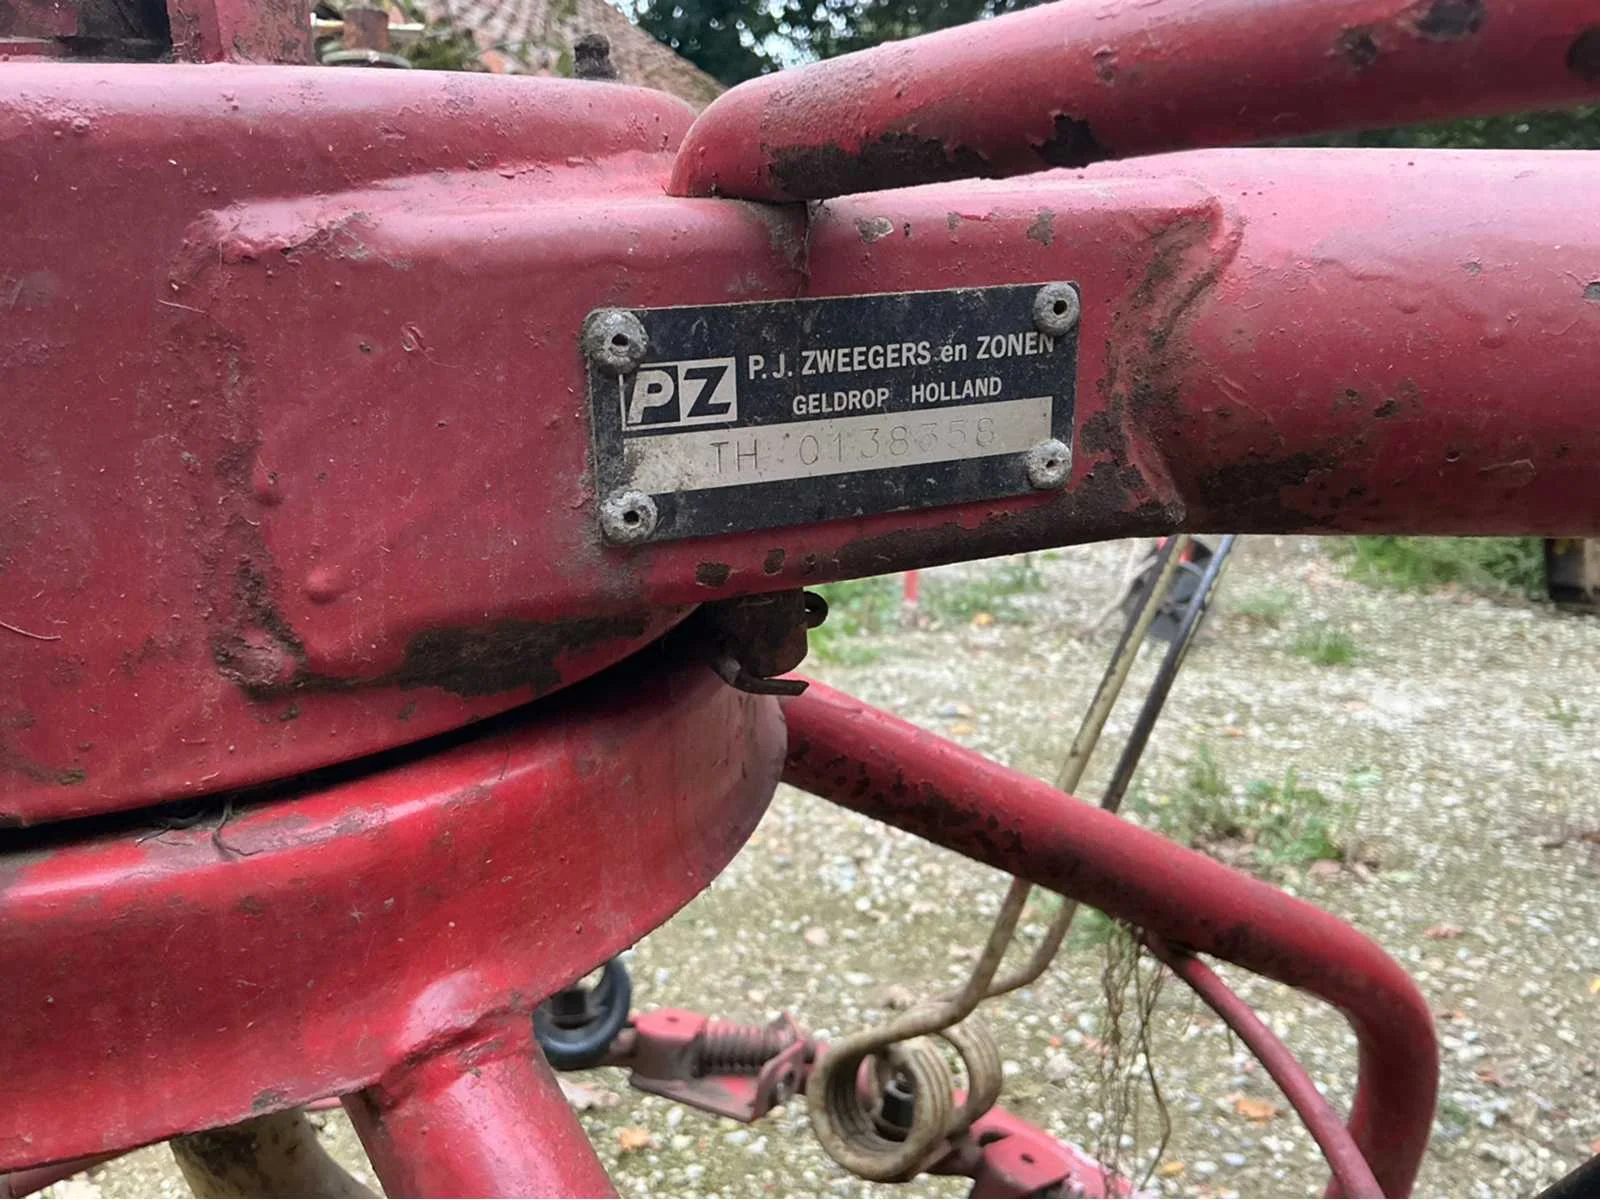 PZ
P.J. ZWEEGERS en ZONEN
GELDROP HOLLAND
TH 0138358